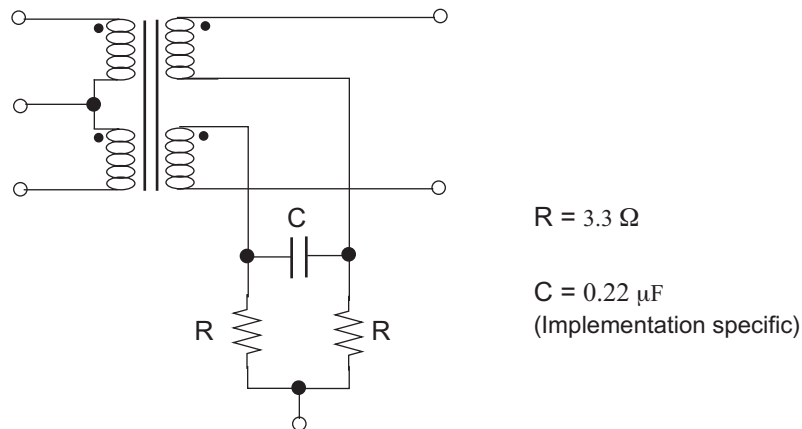 C
R = 3.3 Ω
C = 0.22 μF
(Implementation specific)
R
R